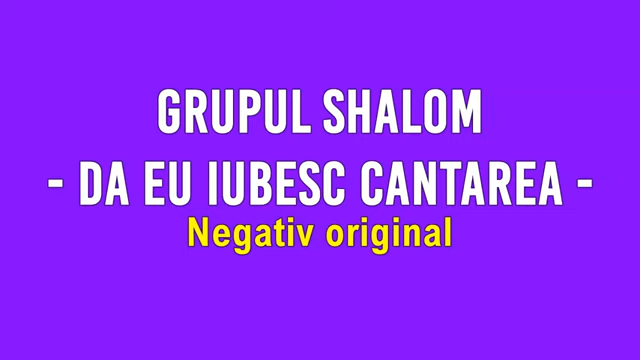 GRUPUL SHALOM
- DA EU IUBESC CANTAREA -
Negativ original